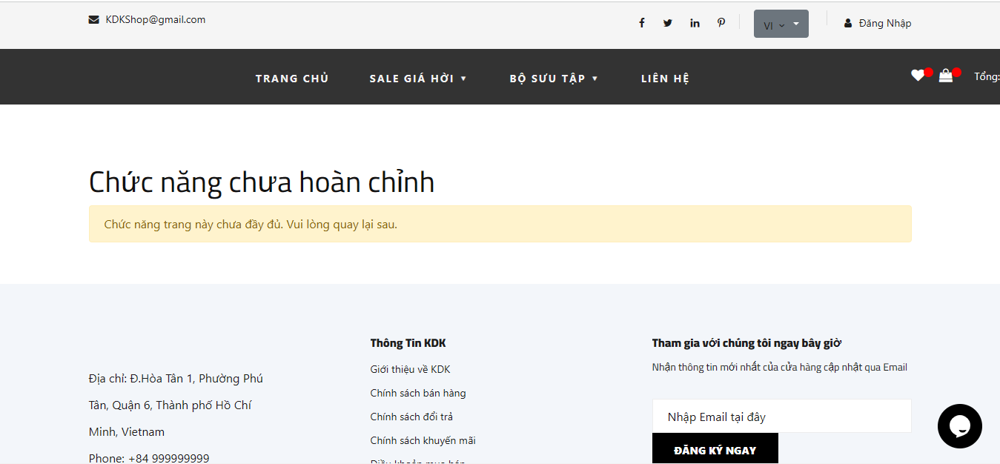 KDKShop@gmail.com
VI
Đăng Nhập
TRANG CHỦ
SALE GIÁ HỜI
BỘ SƯU TẬP
LIÊN HỆ
Tổng:
Chức năng chưa hoàn chỉnh
Chức năng trang này chưa đầy đủ. Vui lòng quay lại sau.
Địa chỉ: Đ.Hòa Tân 1, Phường Phú
Tân, Quận 6, Thành phố Hồ Chí
Minh, Vietnam
Phone: +84 999999999
Thông Tin KDK
Giới thiệu về KDK
Chính sách bán hàng
Chính sách đổi trả
Chính sách khuyến mãi
Điều khoản mua bán
Tham gia với chúng tôi ngay bây giờ
Nhận thông tin mới nhất của cửa hàng cập nhật qua Email
Nhập Email tại đây
ĐĂNG KÝ NGAY